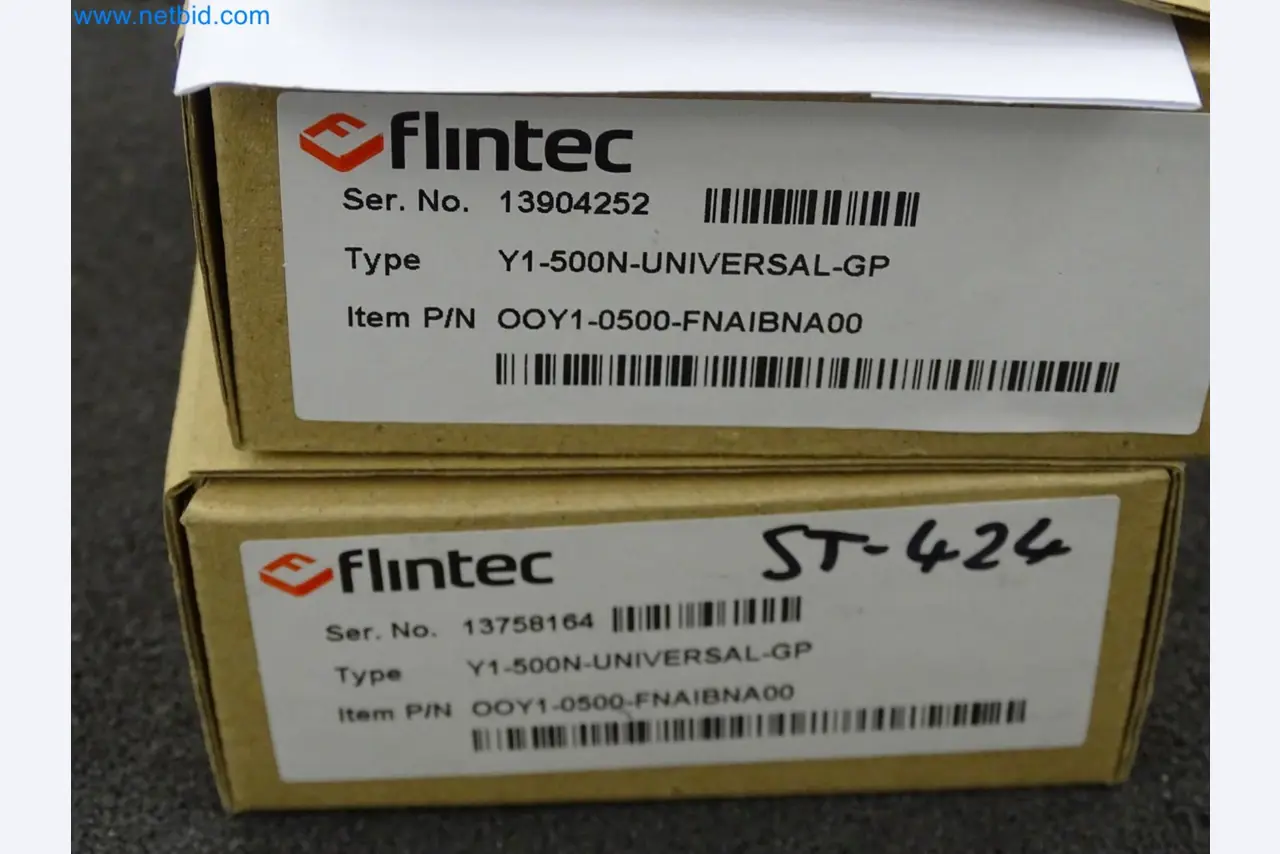 www.netbid.com
flintec
Ser. No. 13904252
Type Y1-500N-UNIVERSAL-GP
Item P/N OOY1-0500-FNAIBNA00
flintec ST-424
Ser. No. 13758164
Type Y1-500N-UNIVERSAL-GP
Item P/N OOY1-0500-FNAIBNA00